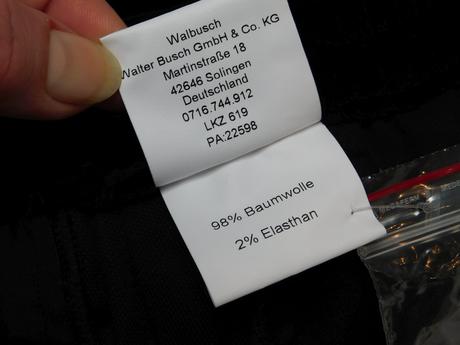 Walbusch
Walter Busch GmbH & Co. KG
Martinstraße 18
42646 Solingen
Deutschland
0716.744.912
LKZ 619
PA:22598
98% Baumwolle
2% Elasthan